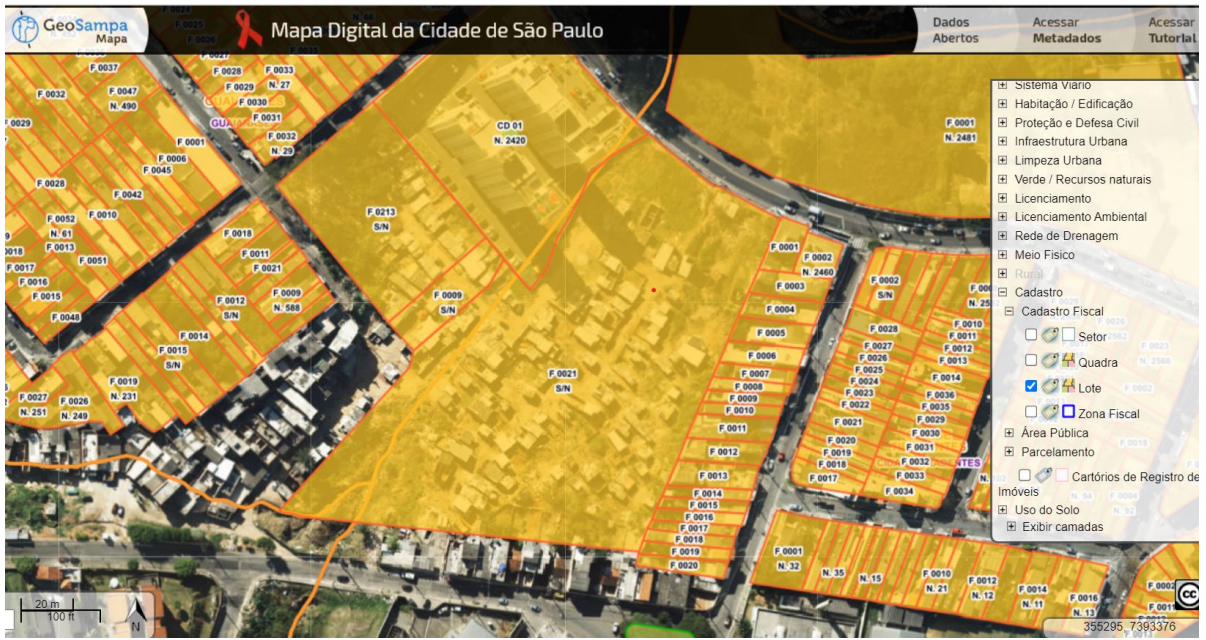 GeoSampa
Mapa
Mapa Digital da Cidade de São Paulo
Dados
Abertos
Acessar
Metadados
Acessar
Tutorial
Sistema Viário
Habitação / Edificação
Proteção e Defesa Civil
Infraestrutura Urbana
Limpeza Urbana
Verde / Recursos naturais
Licenciamento
Licenciamento Ambiental
Rede de Drenagem
Meio Fisico
Rural
Cadastro
Cadastro Fiscal
Setor
Quadra
Lote
Zona Fiscal
Área Pública
Parcelamento
Cartórios de Registro de
Imóveis
Uso do Solo
Exibir camadas
F.0037
F.0032
F.0047
N. 490
F.0029
F.0001
F.0006
F.0045
F.0028
F.0042
F.0052
N. 61
F.0010
F.0013
F.0051
0018
F.0017
F.0016
F.0015
F.0048
F.0027
F.0028
F.0033
F.0029
N. 27
F.0030
F.0031
F.0032
N. 29
F.0018
F.0011
F.0021
F.0009
N. 588
F.0012
S/N
F.0014
F.0015
S/N
F.0019
N. 231
F.0027
N. 251
F.0026
N. 249
CD 01
N. 2420
F.0213
S/N
F.0009
S/N
F.0021
S/N
F.0001
N. 2481
F.0001
F.0002
N. 2460
F.0003
F.0004
F.0005
F.0006
F.0007
F.0008
F.0009
F.0010
F.0011
F.0012
F.0013
F.0014
F.0015
F.0016
F.0017
F.0018
F.0019
F.0020
F.0002
S/N
F.0028
F.0027
F.0026
F.0025
F.0024
F.0023
F.0022
F.0021
F.0020
F.0019
F.0018
F.0017
F.0010
F.0011
F.0012
F.0013
F.0014
F.0036
F.0035
F.0029
F.0030
F.0031
F.0032
F.0033
F.0034
F.0001
N. 32
N. 35
N. 15
F.0010
N. 21
F.0012
N. 12
F.0014
N. 11
F.0016
N. 13
F.0002
F.0011
20 m
100 ft
N
355295, 7393376